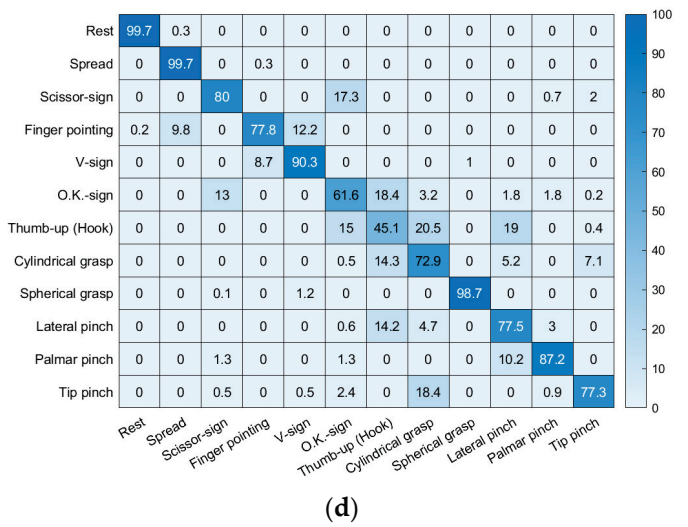 Rest 99.7 0.3 0 0 0 0 0 0 0 0 0 0
Spread 0 99.7 0 0.3 0 0 0 0 0 0 0 0
Scissor-sign 0 0 80 0 0 17.3 0 0 0 0 0.7 2
Finger pointing 0.2 9.8 0 77.8 12.2 0 0 0 0 0 0 0
V-sign 0 0 0 8.7 90.3 0 0 0 1 0 0 0
O.K.-sign 0 0 13 0 0 61.6 18.4 3.2 0 1.8 1.8 0.2
Thumb-up (Hook) 0 0 0 0 0 15 45.1 20.5 0 19 0 0.4
Cylindrical grasp 0 0 0 0 0 0.5 14.3 72.9 0 5.2 0 7.1
Spherical grasp 0 0 0.1 0 1.2 0 0 0 98.7 0 0 0
Lateral pinch 0 0 0 0 0 0.6 14.2 4.7 0 77.5 3 0
Palmar pinch 0 0 1.3 0 0 1.3 0 0 0 10.2 87.2 0
Tip pinch 0 0 0.5 0 0.5 2.4 0 18.4 0 0 0.9 77.3
Rest Spread Scissor-sign Finger pointing V-sign O.K.-sign Thumb-up (Hook) Cylindrical grasp Spherical grasp Lateral pinch Palmar pinch Tip pinch
100
90
80
70
60
50
40
30
20
10
0
(d)